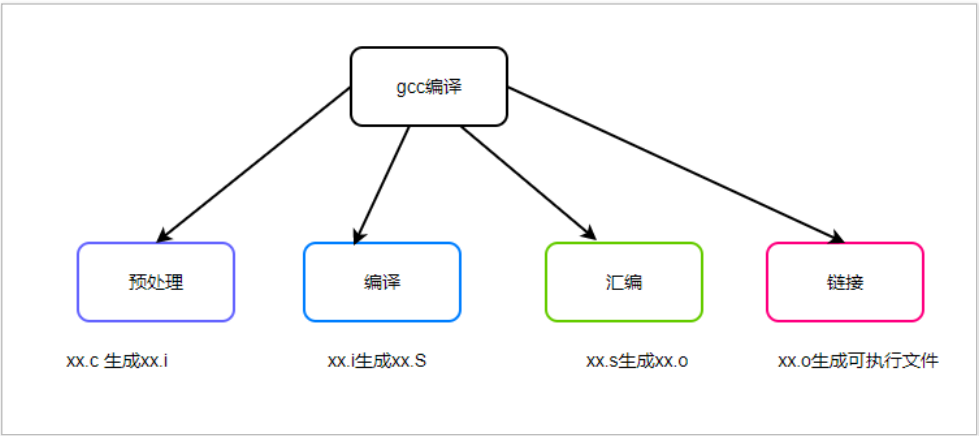 gcc编译
预处理
编译
汇编
链接
xx.c 生成xx.i
xx.i生成xx.S
xx.s生成xx.o
xx.o生成可执行文件